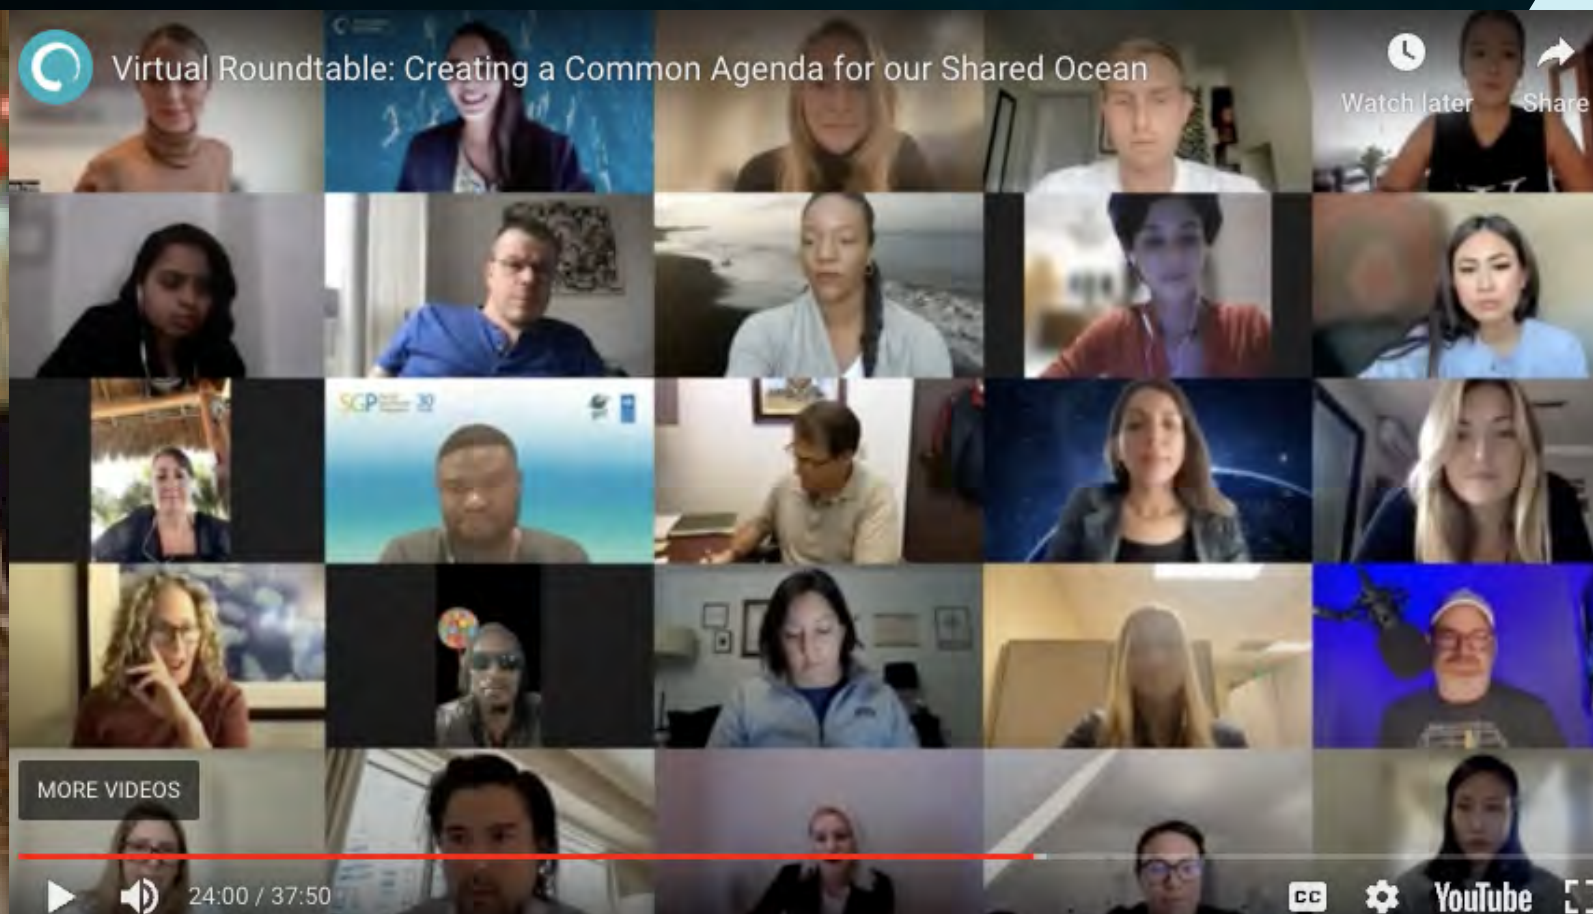 Virtual Roundtable: Creating a Common Agenda for our Shared Ocean
Watch later
Share
SGP
30
MORE VIDEOS
24:00 / 37:50
CC
YouTube